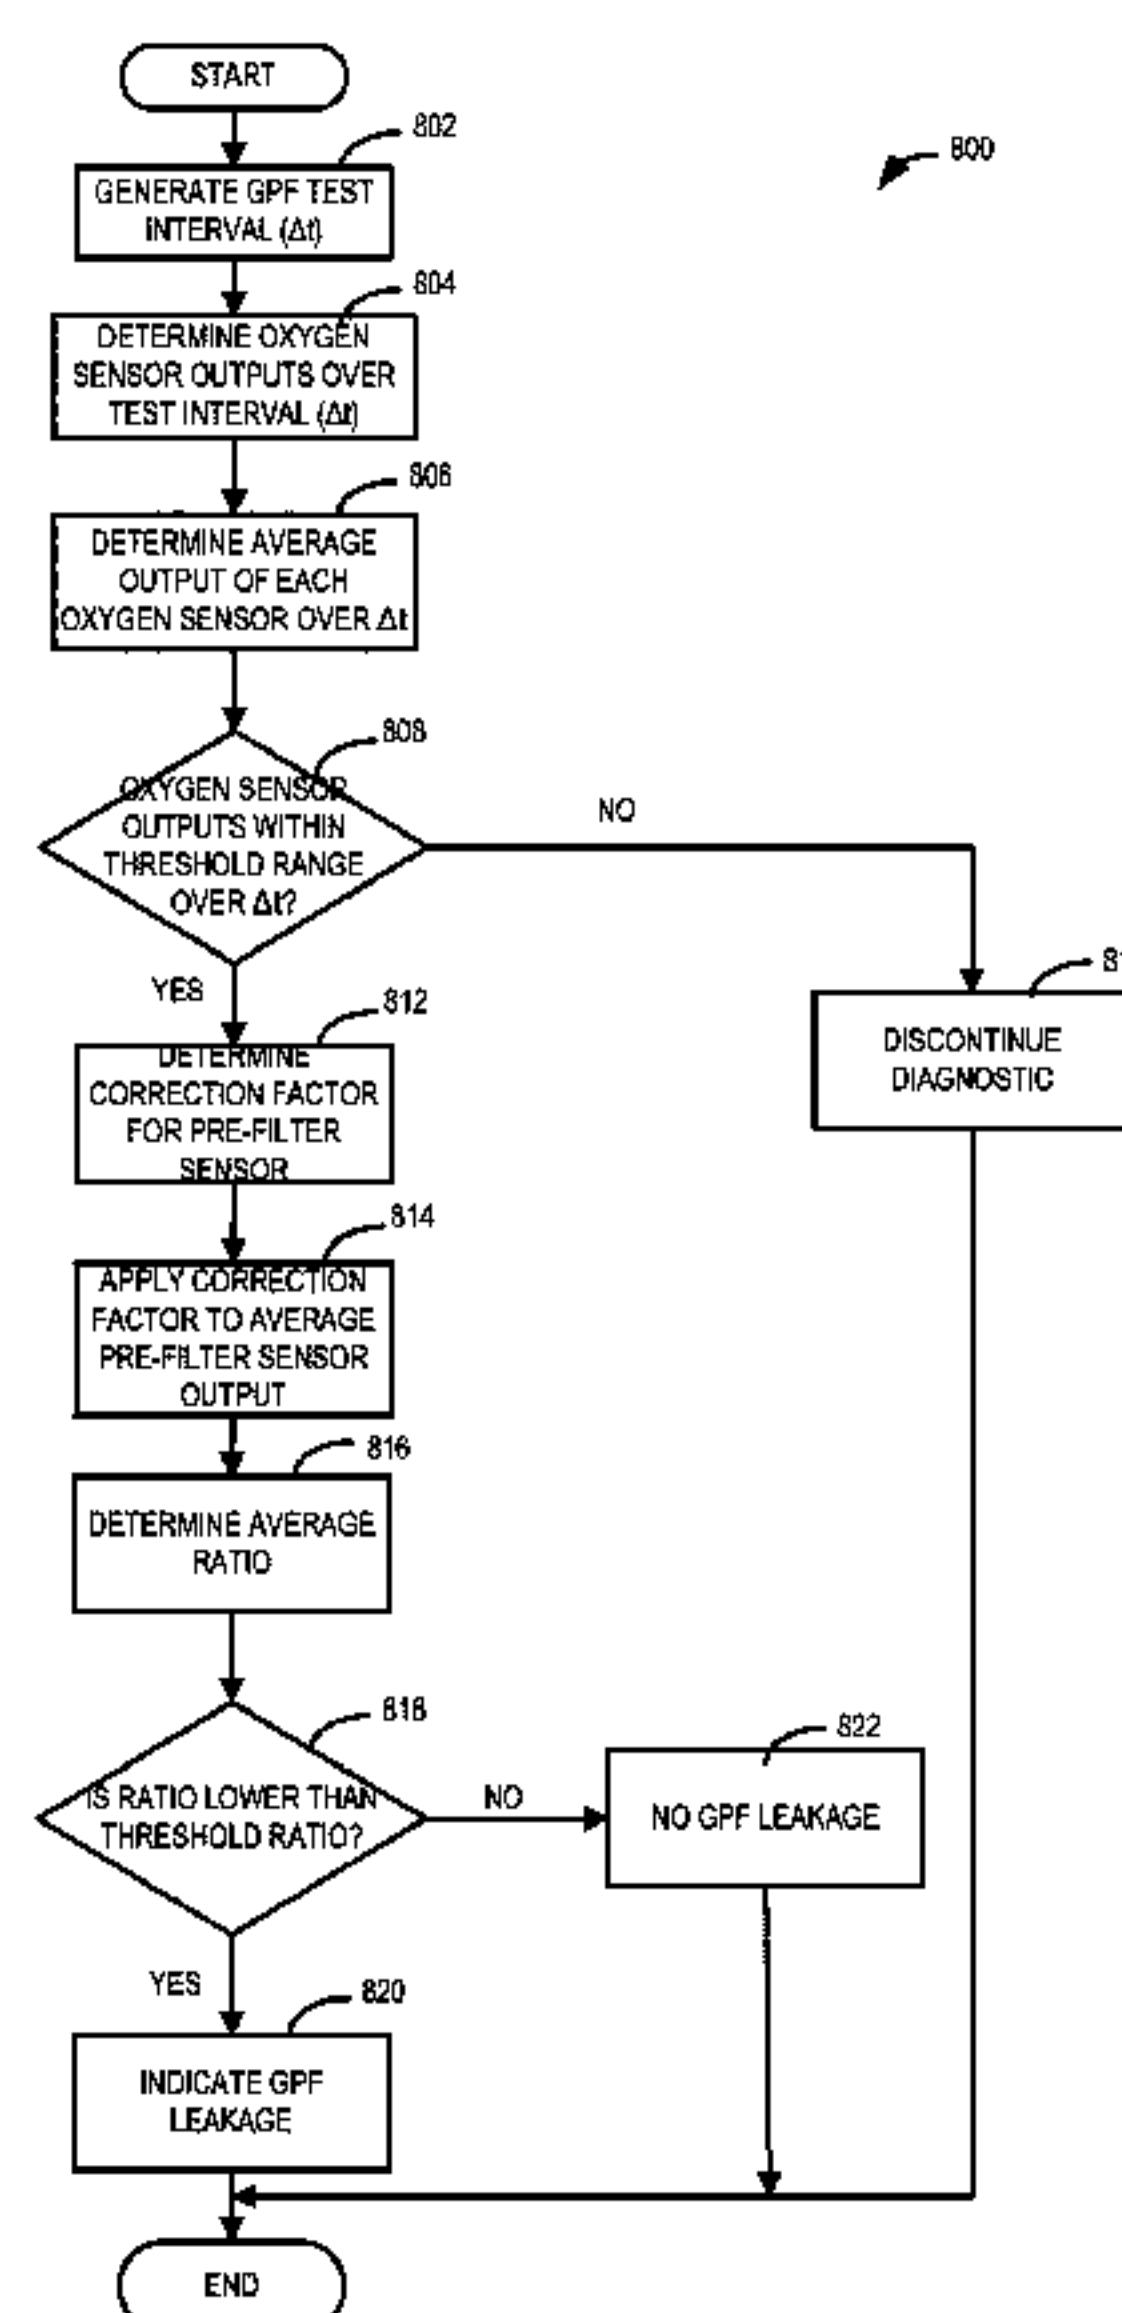 START
802
800
GENERATE GPF TEST
INTERVAL (Δt)
804
DETERMINE OXYGEN
SENSOR OUTPUTS OVER
TEST INTERVAL (Δt)
806
DETERMINE AVERAGE
OUTPUT OF EACH
OXYGEN SENSOR OVER Δt
808
OXYGEN SENSOR
OUTPUTS WITHIN
THRESHOLD RANGE
OVER Δt?
NO
YES
812
DISCONTINUE
DIAGNOSTIC
DETERMINE
CORRECTION FACTOR
FOR PRE-FILTER
SENSOR
814
APPLY CORRECTION
FACTOR TO AVERAGE
PRE-FILTER SENSOR
OUTPUT
816
DETERMINE AVERAGE
RATIO
818
822
IS RATIO LOWER THAN
THRESHOLD RATIO?
NO
NO GPF LEAKAGE
YES
820
INDICATE GPF
LEAKAGE
END